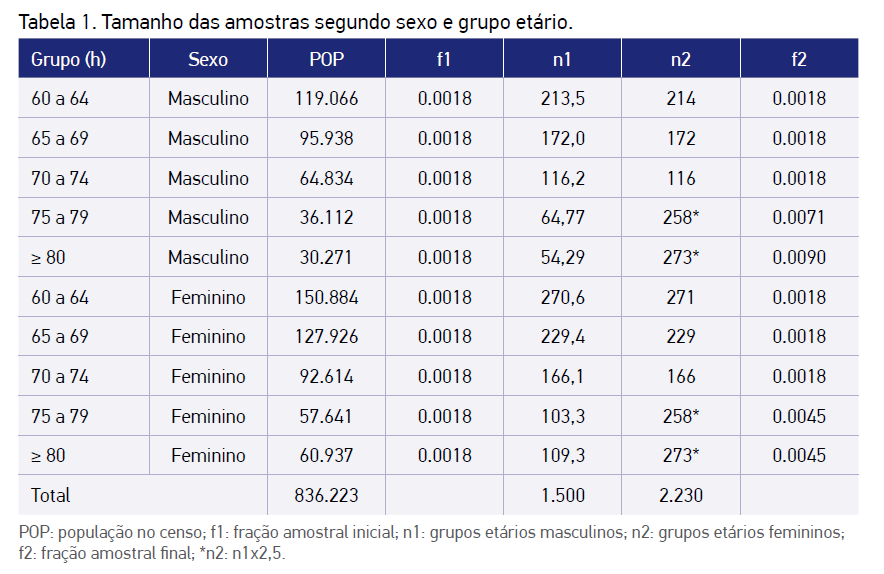 Tabela 1. Tamanho das amostras segundo sexo e grupo etário.
Grupo (h) Sexo POP f1 n1 n2 f2
60 a 64 Masculino 119.066 0.0018 213,5 214 0.0018
65 a 69 Masculino 95.938 0.0018 172,0 172 0.0018
70 a 74 Masculino 64.834 0.0018 116,2 116 0.0018
75 a 79 Masculino 36.112 0.0018 64,77 258* 0.0071
≥ 80 Masculino 30.271 0.0018 54,29 273* 0.0090
60 a 64 Feminino 150.884 0.0018 270,6 271 0.0018
65 a 69 Feminino 127.926 0.0018 229,4 229 0.0018
70 a 74 Feminino 92.614 0.0018 166,1 166 0.0018
75 a 79 Feminino 57.641 0.0018 103,3 258* 0.0045
≥ 80 Feminino 60.937 0.0018 109,3 273* 0.0045
Total 836.223 1.500 2.230
POP: população no censo; f1: fração amostral inicial; n1: grupos etários masculinos; n2: grupos etários femininos;
f2: fração amostral final; *n2: n1x2,5.